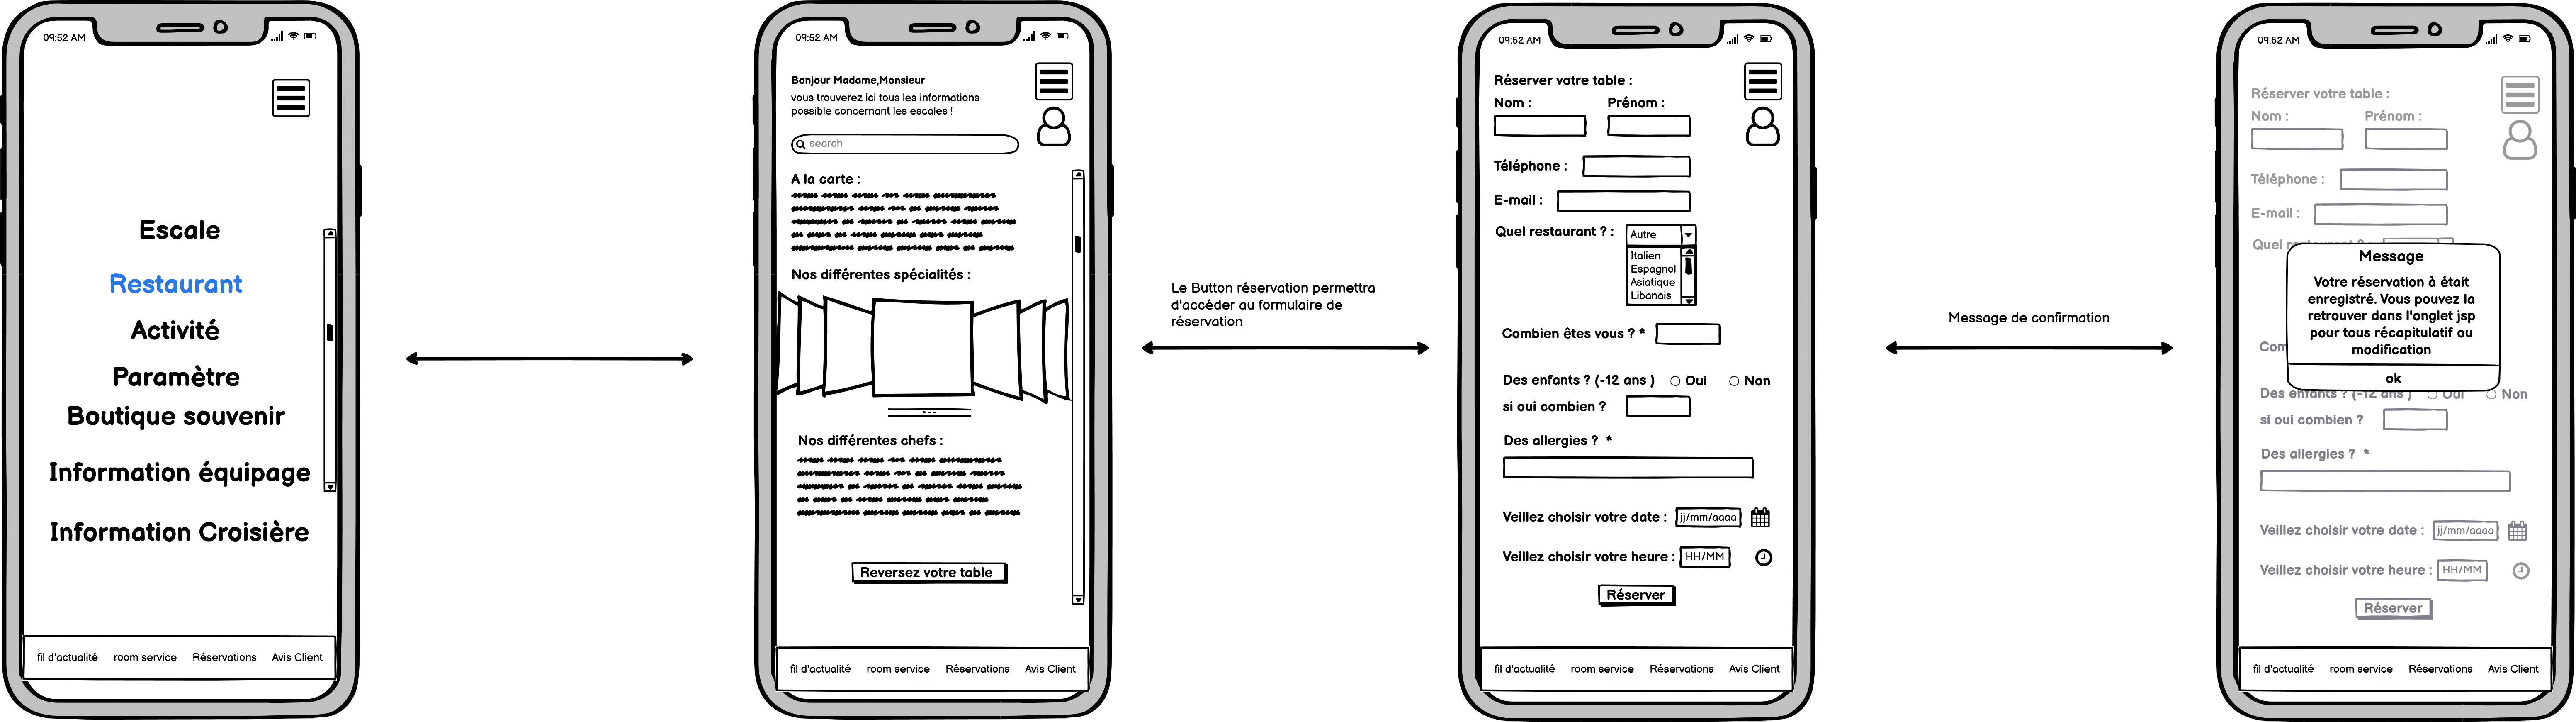 09:52 AM
Escale
Restaurant
Activité
Paramètre
Boutique souvenir
Information équipage
Information Croisière
fil d'actualité room service Réservations Avis Client
09:52 AM
Bonjour Madame,Monsieur
vous trouverez ici tous les informations
possible concernant les escales !
search
A la carte :
Nos différentes spécialités :
Nos différentes chefs :
Reversez votre table
fil d'actualité room service Réservations Avis Client
Le Button réservation permettra
d'accéder au formulaire de
réservation
09:52 AM
Réserver votre table :
Nom : Prénom :
Téléphone :
E-mail :
Quel restaurant ? : Autre
Italien
Espagnol
Asiatique
Libanais
Combien êtes vous ? *
Des enfants ? (-12 ans ) Oui Non
si oui combien ?
Des allergies ? *
Veillez choisir votre date : jj/mm/aaaa
Veillez choisir votre heure : HH/MM
Réserver
fil d'actualité room service Réservations Avis Client
Message de confirmation
09:52 AM
Réserver votre table :
Nom : Prénom :
Téléphone :
E-mail :
Quel
Message
Votre réservation à était
enregistré. Vous pouvez la
retrouver dans l'onglet jsp
pour tous récapitulatif ou
modification
ok
Com
Des enfants ? (-12 ans ) Oui Non
si oui combien ?
Des allergies ? *
Veillez choisir votre date : jj/mm/aaaa
Veillez choisir votre heure : HH/MM
Réserver
fil d'actualité room service Réservations Avis Client